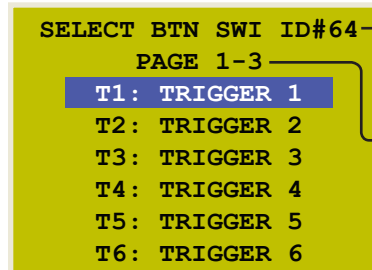 SELECT BTN SWI ID#64
PAGE 1-3
T1: TRIGGER 1
T2: TRIGGER 2
T3: TRIGGER 3
T4: TRIGGER 4
T5: TRIGGER 5
T6: TRIGGER 6